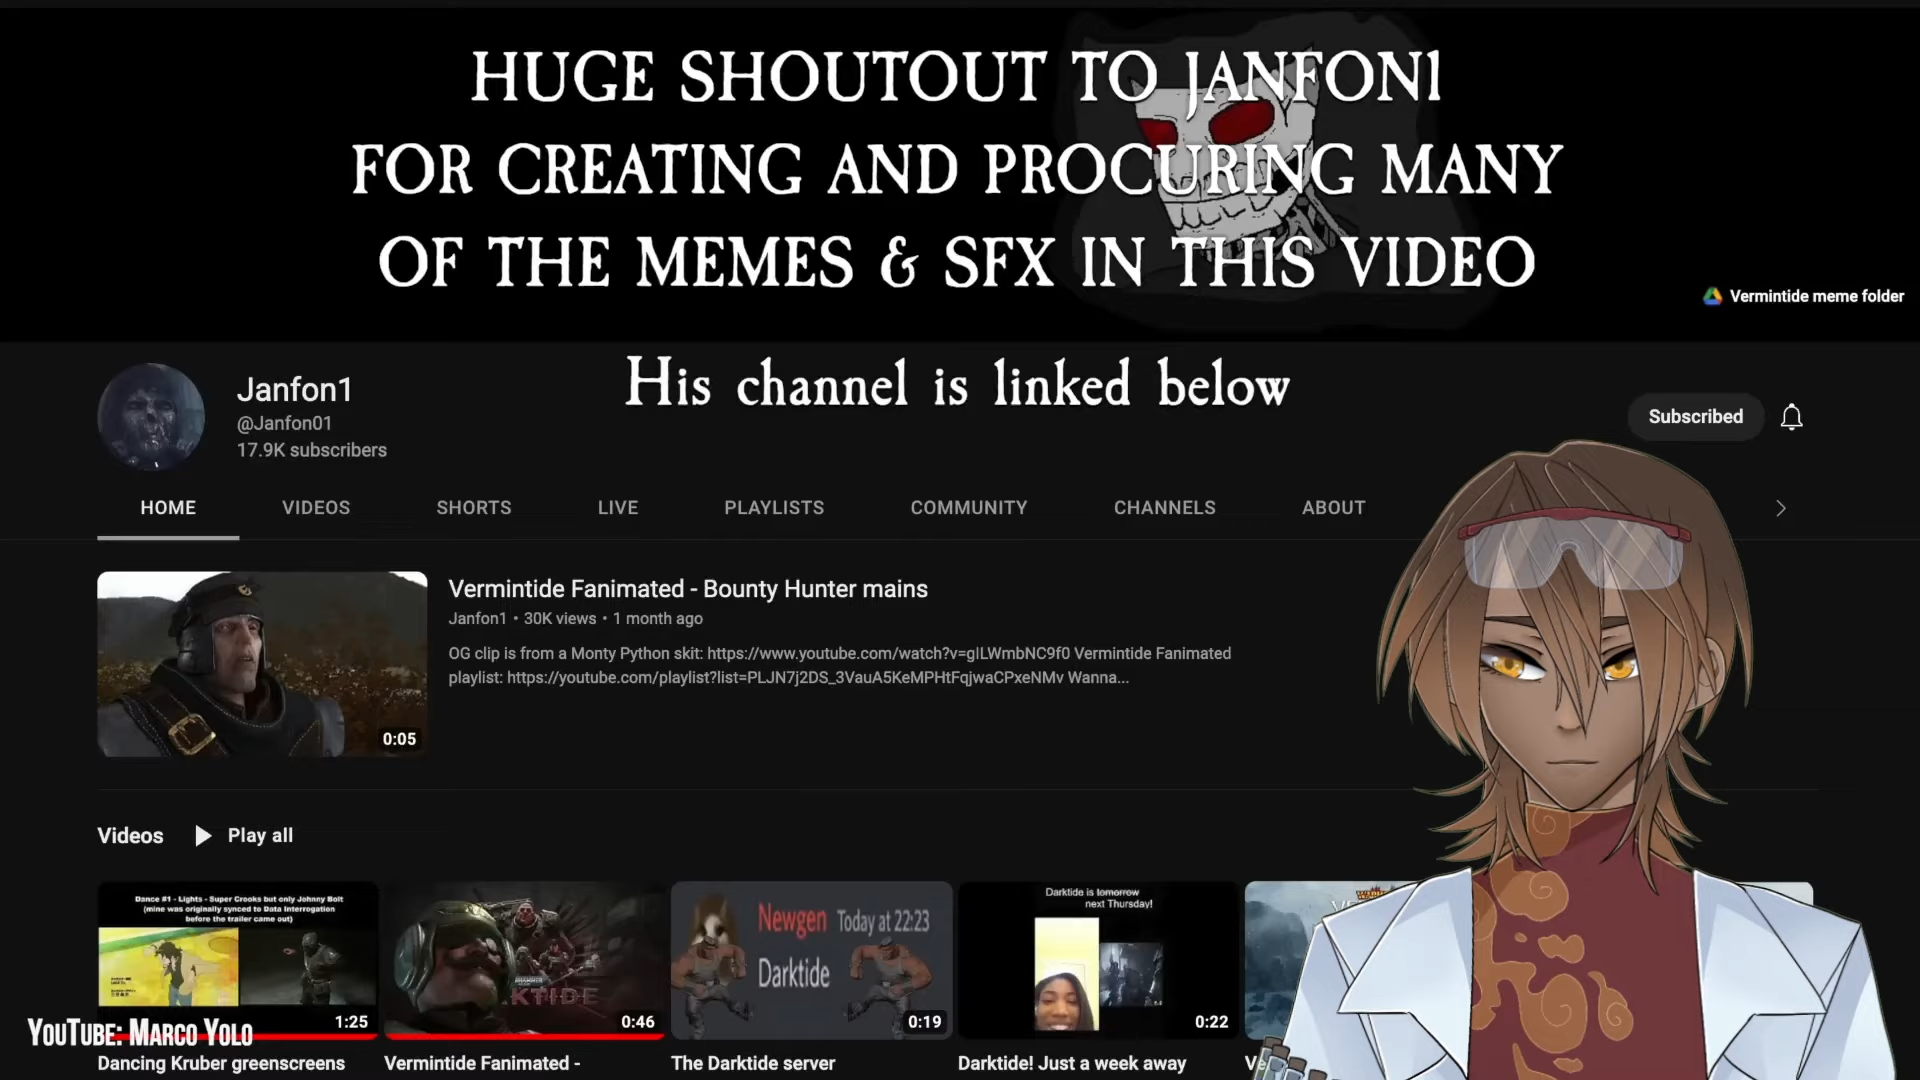 HUGE SHOUTOUT TO JANFON1
FOR CREATING AND PROCURING MANY
OF THE MEMES & SFX IN THIS VIDEO
Vermintide meme folder
His channel is linked below
Janfon1
@Janfon01
17.9K subscribers
Subscribed
HOME VIDEOS SHORTS LIVE PLAYLISTS COMMUNITY CHANNELS ABOUT
Vermintide Fanimated - Bounty Hunter mains
Janfon1 • 30K views • 1 month ago
OG clip is from a Monty Python skit: https://www.youtube.com/watch?v=gILWmbNC9f0 Vermintide Fanimated
playlist: https://youtube.com/playlist?list=PLJN7j2DS_3VauA5KeMPHtFqjwaCPxeNMv Wanna...
0:05
Videos Play all
Dance #1 - Lights - Super Crooks but only Johnny Bolt
(mine was originally synced to Data Interrogation
before the trailer came out)
1:25
KTIDE
0:46
Newgen Today at 22:23
Darktide
0:19
Darktide is tomorrow
next Thursday!
0:22
YouTube: Marco Yolo
Dancing Kruber greenscreens
Vermintide Fanimated -
The Darktide server
Darktide! Just a week away